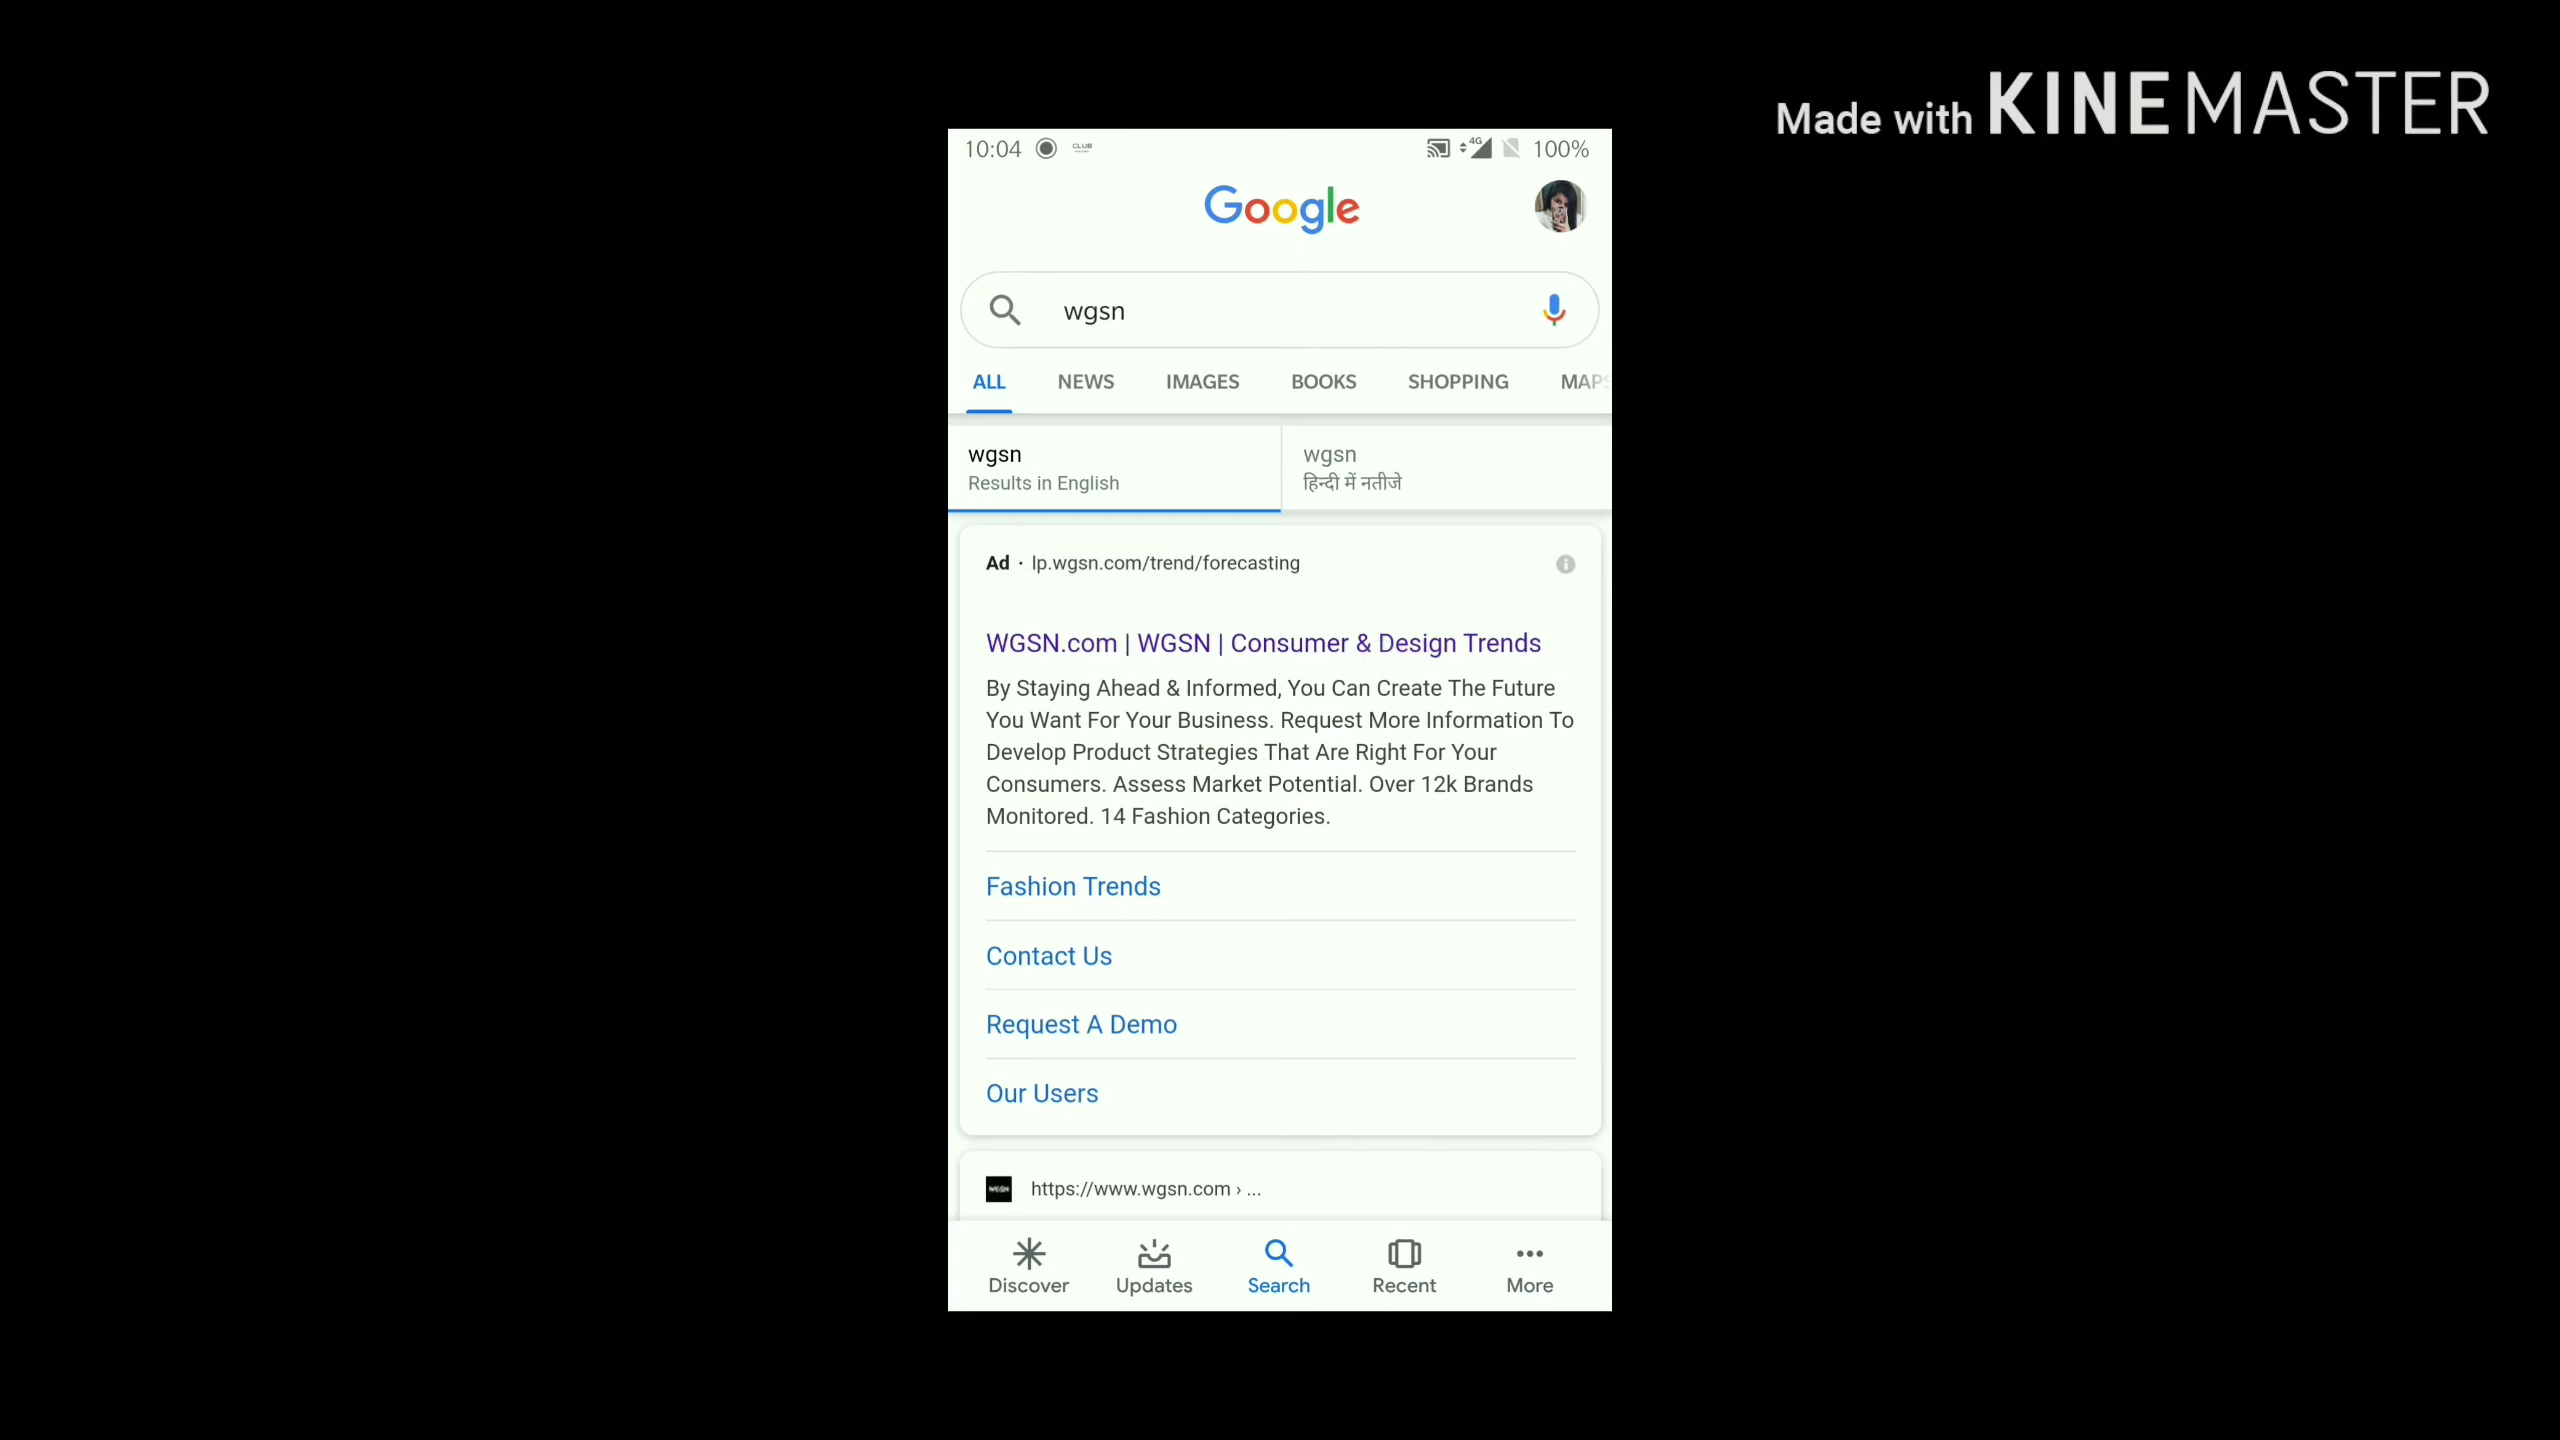 Made with KINEMASTER
10:04 CLUB 4G 100%
Google
wgsn
ALL NEWS IMAGES BOOKS SHOPPING MAPS
wgsn
Results in English
wgsn
हिन्दी में नतीजे
Ad · lp.wgsn.com/trend/forecasting
WGSN.com | WGSN | Consumer & Design Trends
By Staying Ahead & Informed, You Can Create The Future
You Want For Your Business. Request More Information To
Develop Product Strategies That Are Right For Your
Consumers. Assess Market Potential. Over 12k Brands
Monitored. 14 Fashion Categories.
Fashion Trends
Contact Us
Request A Demo
Our Users
WGSN https://www.wgsn.com › ...
Discover Updates Search Recent More